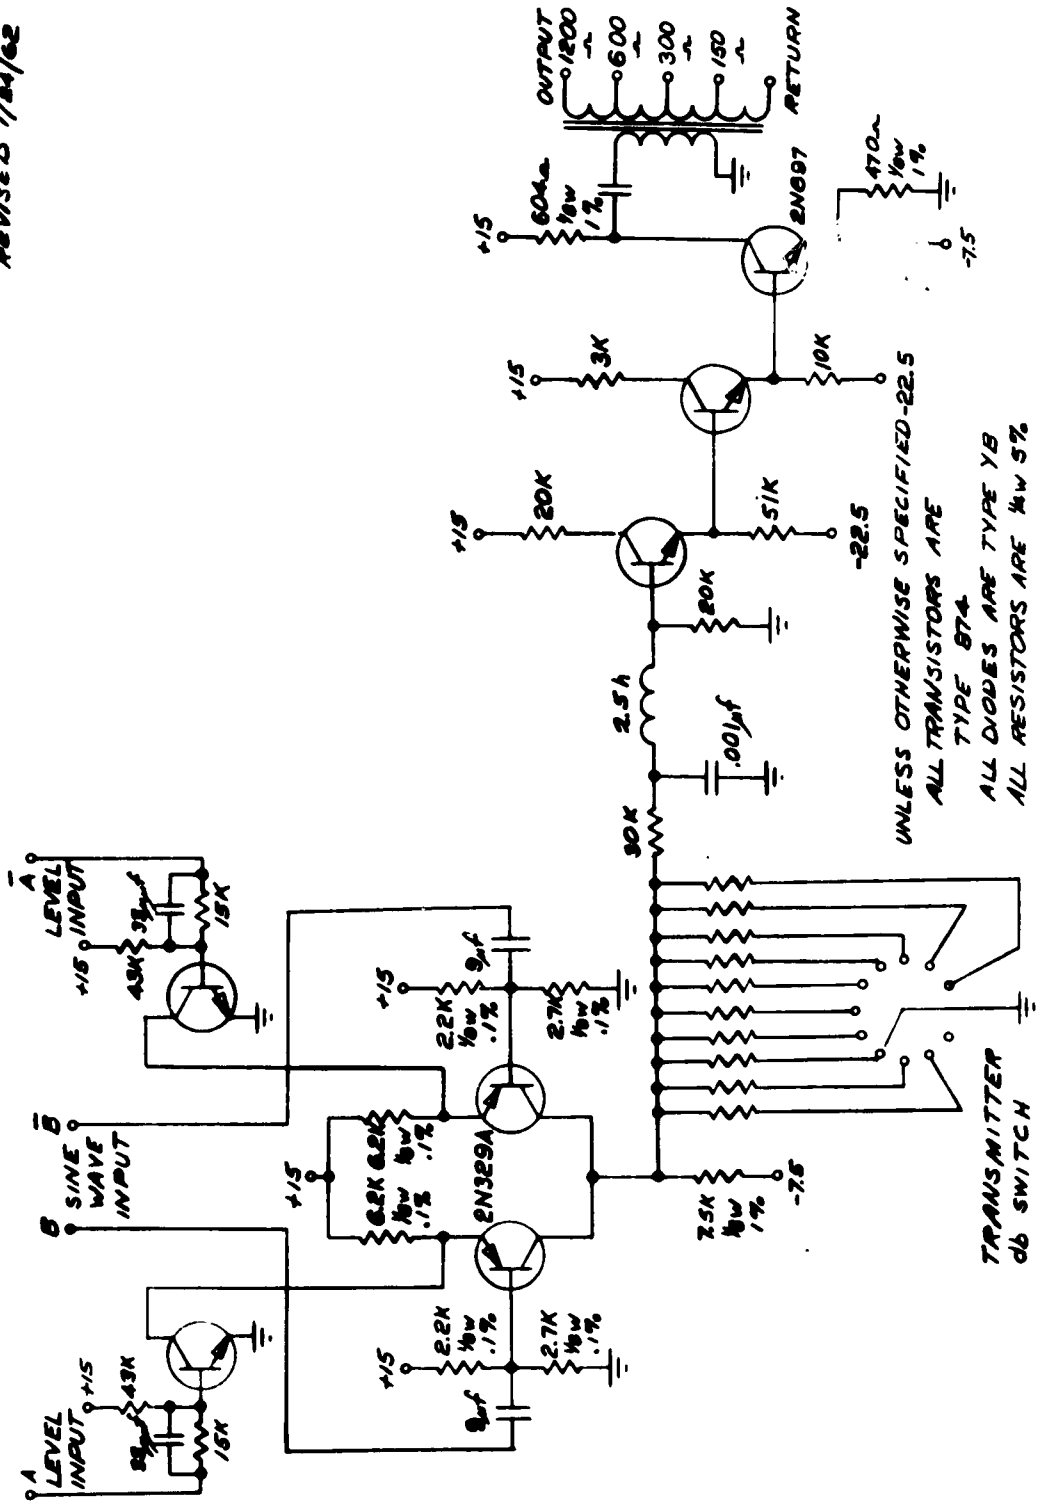 REVISED 1/24/62
A
LEVEL
INPUT
+15
43K
15K
B
SINE
WAVE
INPUT
B̅
A̅
LEVEL
INPUT
+15
43K
15K
+15
6.2K
1/8W
.1%
6.2K
1/8W
.1%
2N329A
+15
2.2K
1/8W
.1%
2.7K
1/8W
.1%
+15
2.2K
1/8W
.1%
2.7K
1/8W
.1%
7.5K
1/8W
1%
-7.5
TRANSMITTER
db SWITCH
30K
.001µf
2.5h
20K
+15
20K
51K
-22.5
+15
3K
10K
-22.5
+15
604Ω
1/8W
1%
2N697
470Ω
1/8W
1%
-7.5
OUTPUT
1200
Ω
600
Ω
300
Ω
150
Ω
RETURN
UNLESS OTHERWISE SPECIFIED
ALL TRANSISTORS ARE
TYPE 874
ALL DIODES ARE TYPE YB
ALL RESISTORS ARE 1/4W 5%